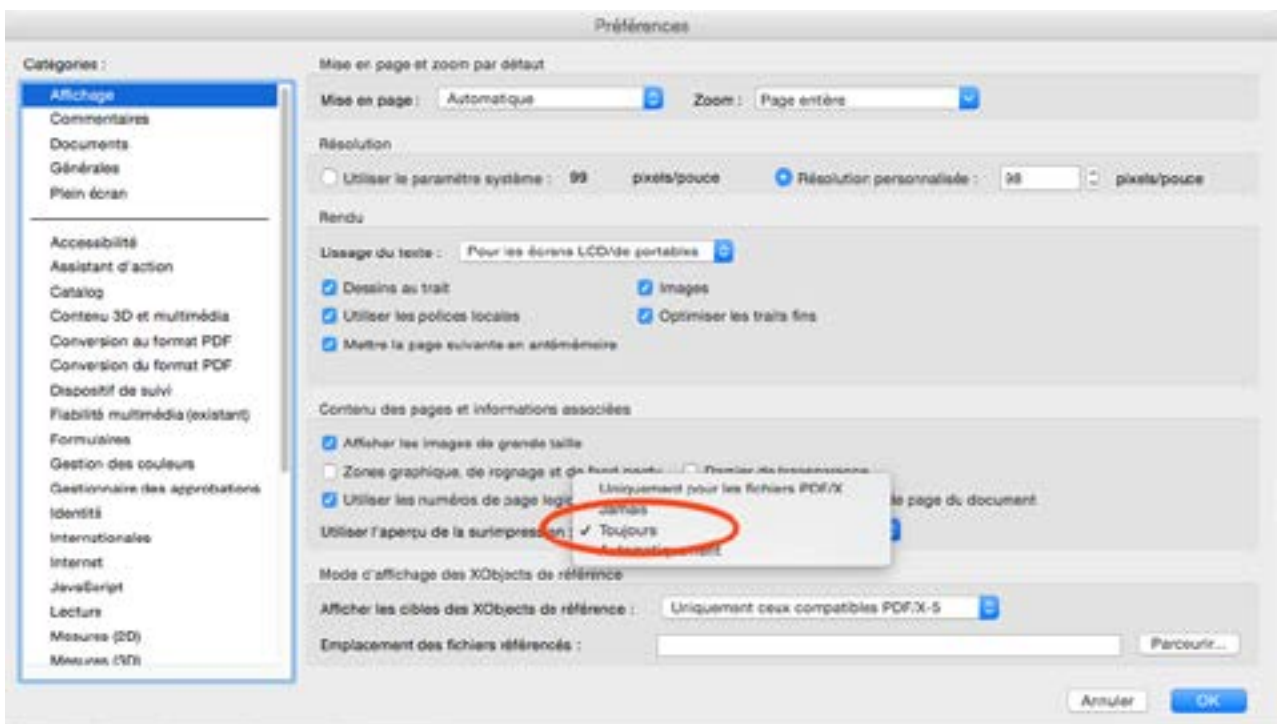 Préférences
Catégories :
Affichage
Commentaires
Documents
Générales
Plein écran
Accessibilité
Assistant d'action
Catalog
Contenu 3D et multimédia
Conversion au format PDF
Conversion du format PDF
Dispositif de suivi
Fiabilité multimédia (existant)
Formulaires
Gestion des couleurs
Gestionnaire des approbations
Identité
Internationales
Internet
JavaScript
Lecture
Mesures (2D)
Mesures (3D)
Mise en page et zoom par défaut
Mise en page : Automatique Zoom : Page entière
Résolution
Utiliser le paramètre système : 99 pixels/pouce Résolution personnalisée : 98 pixels/pouce
Rendu
Lissage du texte : Pour les écrans LCD/de portables
Dessins au trait Images
Utiliser les polices locales Optimiser les traits fins
Mettre la page suivante en antémémoire
Contenu des pages et informations associées
Afficher les images de grande taille
Zones graphique, de rognage et de fond perdu Damier de transparence
Uniquement pour les fichiers PDF/X
Utiliser les numéros de page logi de page du document
Jamais
Utiliser l'aperçu de la surimpression : ✓ Toujours
Automatiquement
Mode d'affichage des XObjects de référence
Afficher les cibles des XObjects de référence : Uniquement ceux compatibles PDF/X-5
Emplacement des fichiers référencés : Parcourir...
Annuler OK